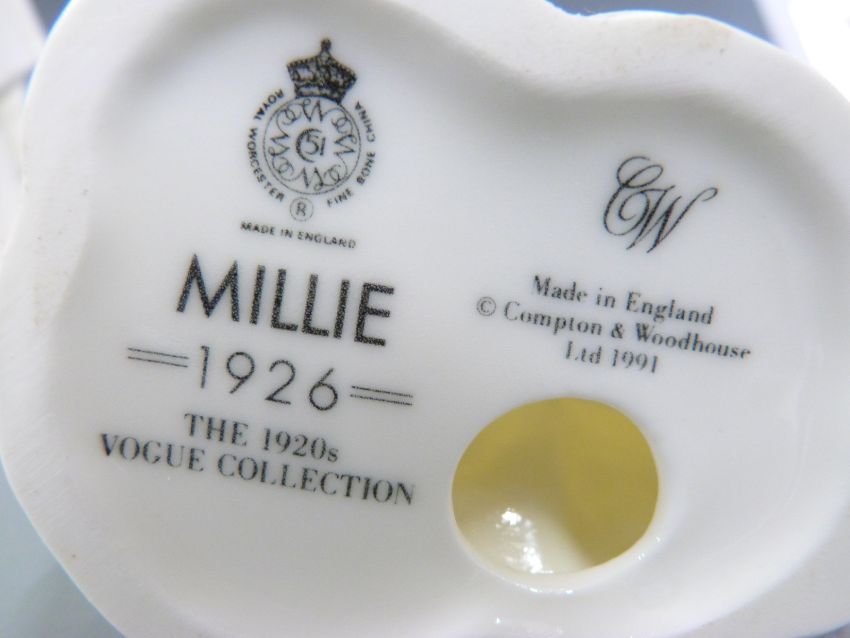 ROYAL WORCESTER
FINE BONE CHINA
51
®
MADE IN ENGLAND
MILLIE
1926
THE 1920s
VOGUE COLLECTION
CW
Made in England
© Compton & Woodhouse
Ltd 1991